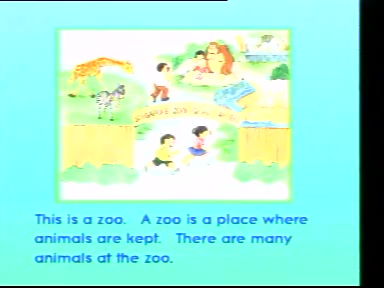 This is a zoo. A zoo is a place where
animals are kept. There are many
animals at the zoo.